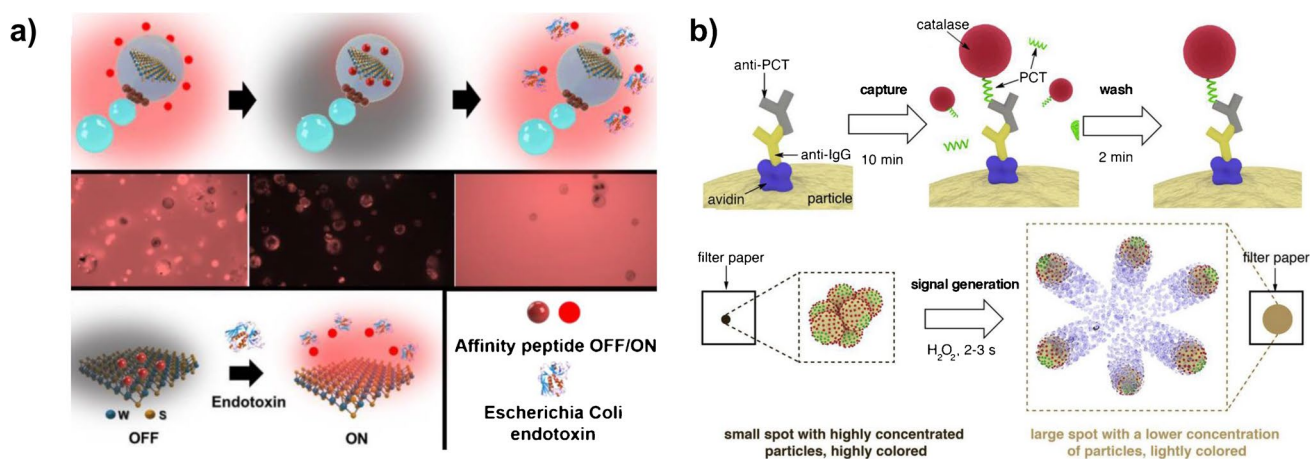 a)
W
S
OFF
Endotoxin
ON
Affinity peptide OFF/ON
Escherichia Coli
endotoxin
b)
catalase
anti-PCT
PCT
capture
10 min
wash
2 min
anti-IgG
avidin
particle
filter paper
signal generation
H₂O₂, 2-3 s
filter paper
small spot with highly concentrated
particles, highly colored
large spot with a lower concentration
of particles, lightly colored